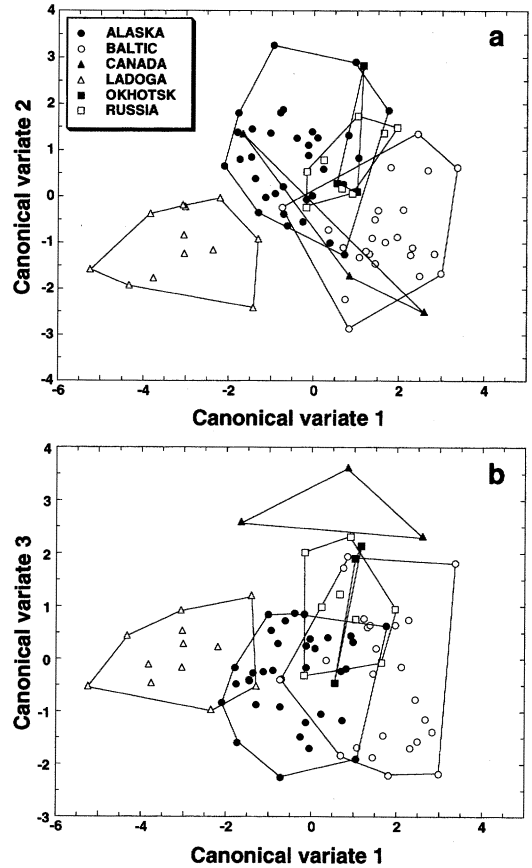 4
3
2
1
0
-1
-2
-3
-4
Canonical variate 2
ALASKA
BALTIC
CANADA
LADOGA
OKHOTSK
RUSSIA
a
-6 -4 -2 0 2 4
Canonical variate 1
4
3
2
1
0
-1
-2
-3
Canonical variate 3
b
-6 -4 -2 0 2 4
Canonical variate 1